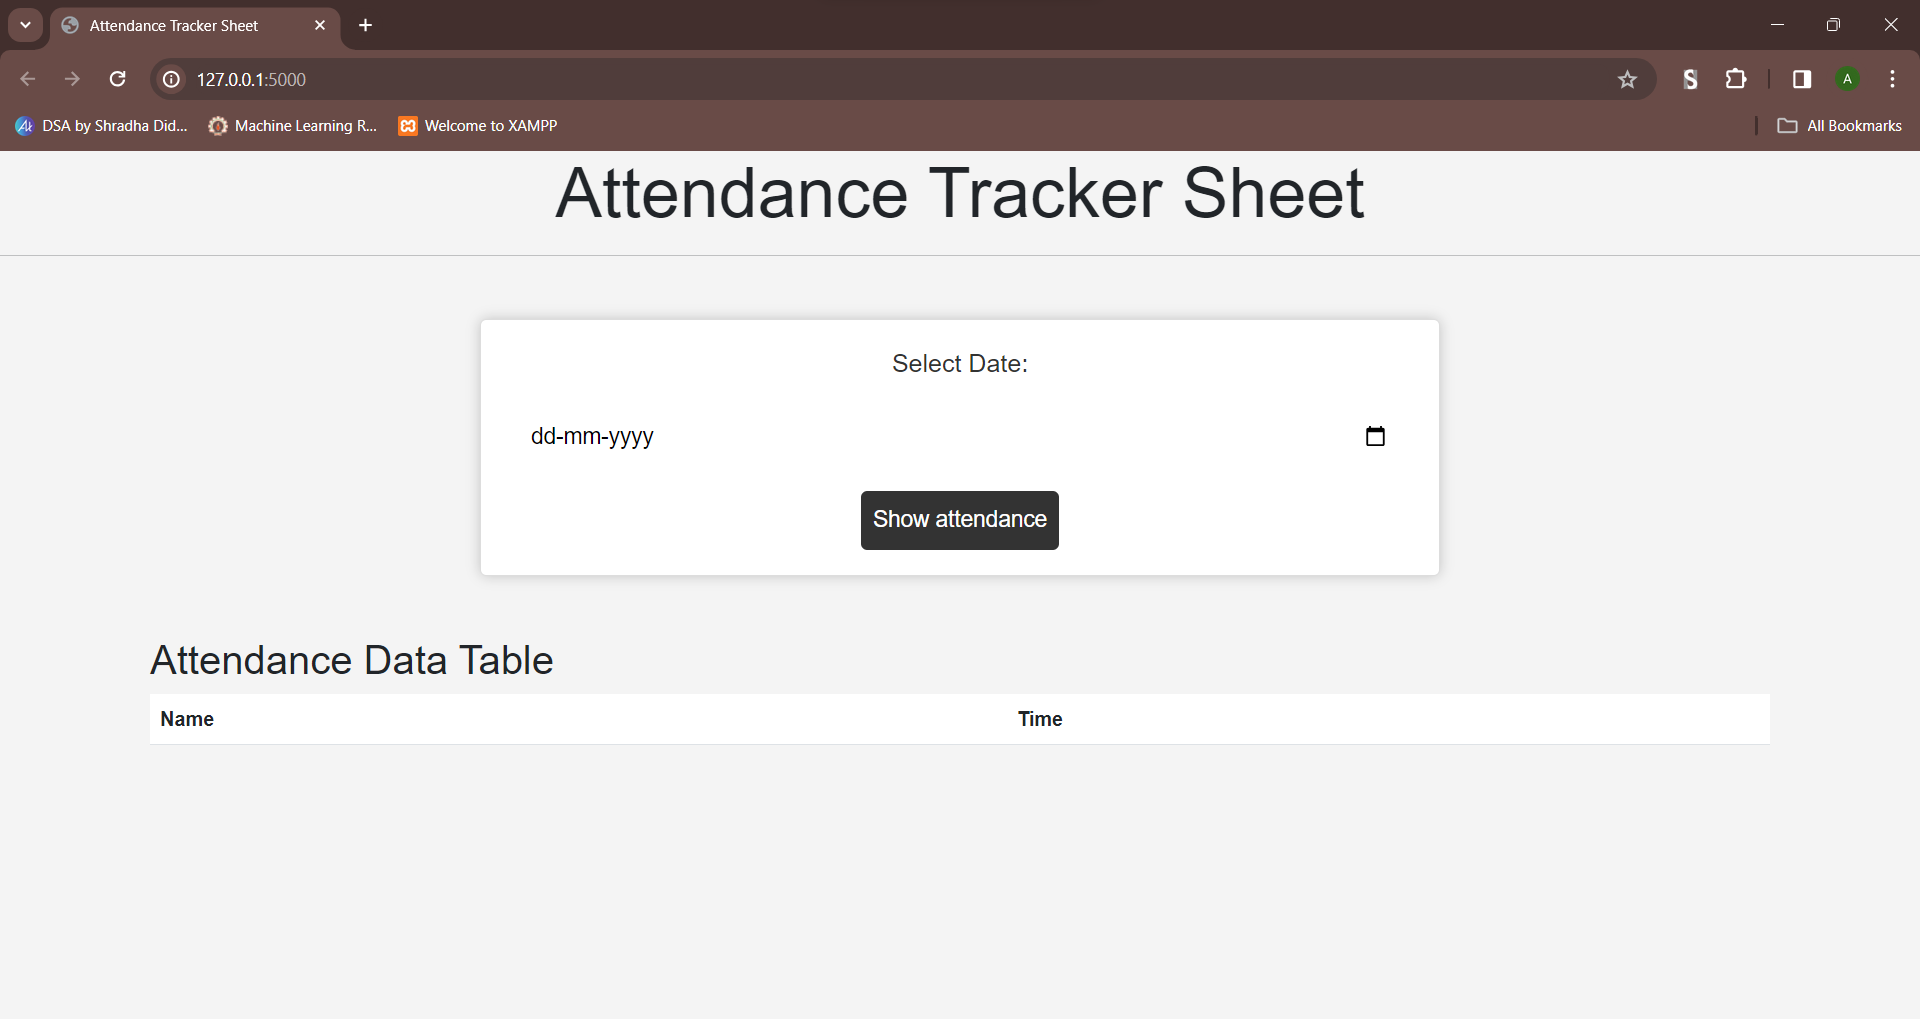 Attendance Tracker Sheet
127.0.0.1:5000
A
DSA by Shradha Did...
Machine Learning R...
Welcome to XAMPP
All Bookmarks
Attendance Tracker Sheet
Select Date:
dd-mm-yyyy
Show attendance
Attendance Data Table
Name Time